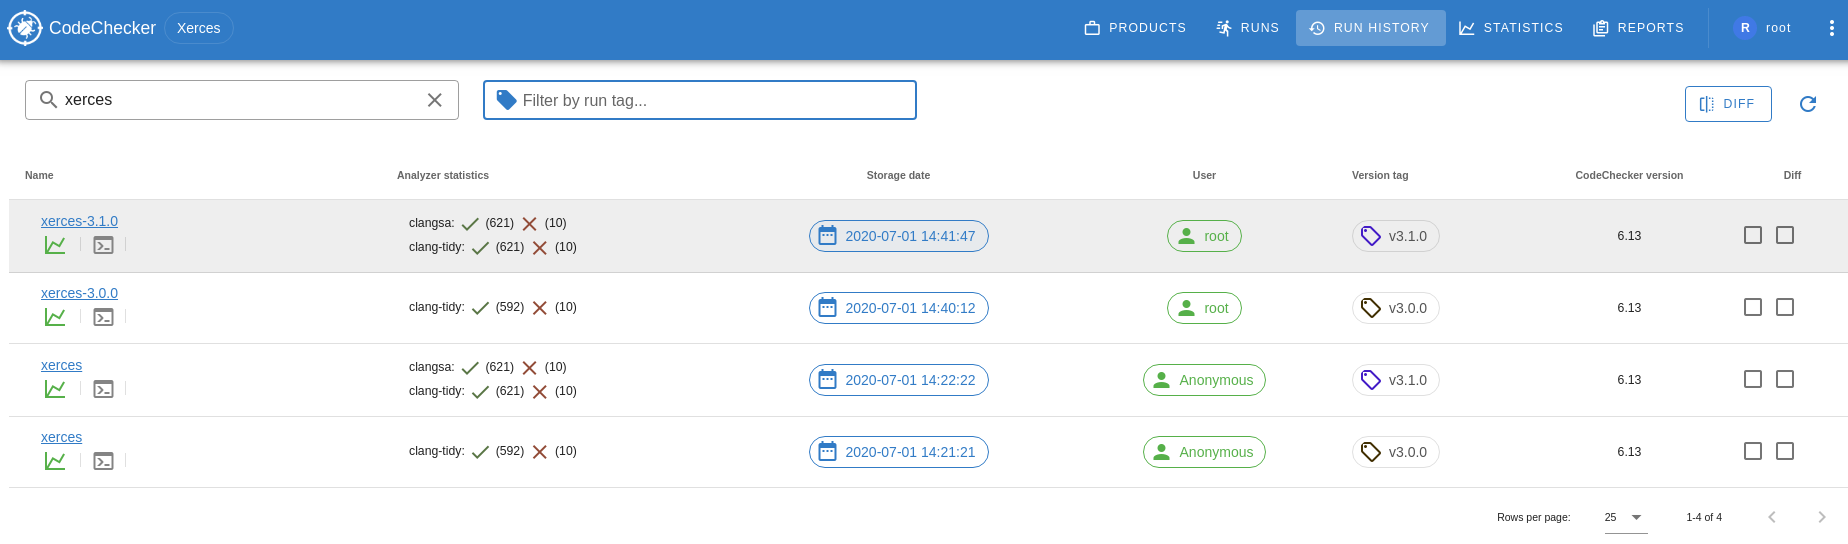 CodeChecker Xerces PRODUCTS RUNS RUN HISTORY STATISTICS REPORTS R root
xerces Filter by run tag... DIFF
Name Analyzer statistics Storage date User Version tag CodeChecker version Diff
xerces-3.1.0 clangsa: (621) (10) 2020-07-01 14:41:47 root v3.1.0 6.13
clang-tidy: (621) (10)
xerces-3.0.0 clang-tidy: (592) (10) 2020-07-01 14:40:12 root v3.0.0 6.13
xerces clangsa: (621) (10) 2020-07-01 14:22:22 Anonymous v3.1.0 6.13
clang-tidy: (621) (10)
xerces clang-tidy: (592) (10) 2020-07-01 14:21:21 Anonymous v3.0.0 6.13
Rows per page: 25 1-4 of 4